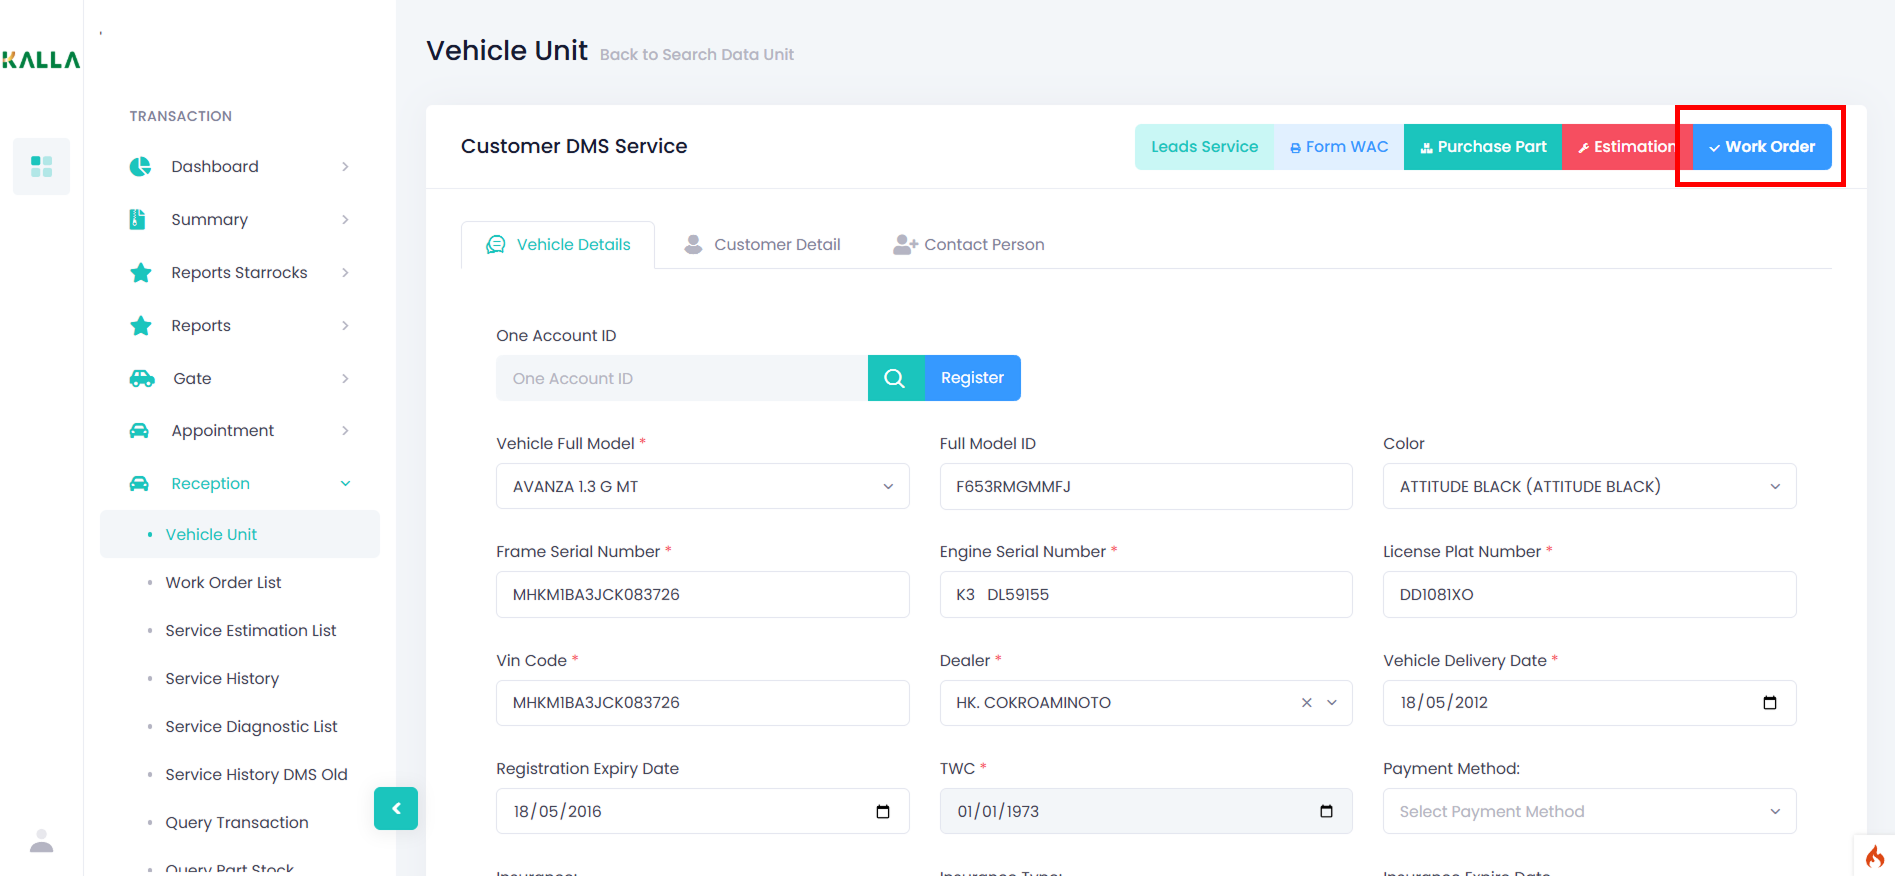 KALLA
TRANSACTION
Dashboard
Summary
Reports Starrocks
Reports
Gate
Appointment
Reception
Vehicle Unit
Work Order List
Service Estimation List
Service History
Service Diagnostic List
Service History DMS Old
Query Transaction
Query Part Stock
Vehicle Unit Back to Search Data Unit
Customer DMS Service
Leads Service Form WAC Purchase Part Estimation Work Order
Vehicle Details Customer Detail Contact Person
One Account ID
One Account ID Register
Vehicle Full Model * Full Model ID Color
AVANZA 1.3 G MT F653RMGMMFJ ATTITUDE BLACK (ATTITUDE BLACK)
Frame Serial Number * Engine Serial Number * License Plat Number *
MHKM1BA3JCK083726 K3 DL59155 DD1081XO
Vin Code * Dealer * Vehicle Delivery Date *
MHKM1BA3JCK083726 HK. COKROAMINOTO 18/05/2012
Registration Expiry Date TWC * Payment Method:
18/05/2016 01/01/1973 Select Payment Method
Insurance: Insurance Type: Insurance Expire Date